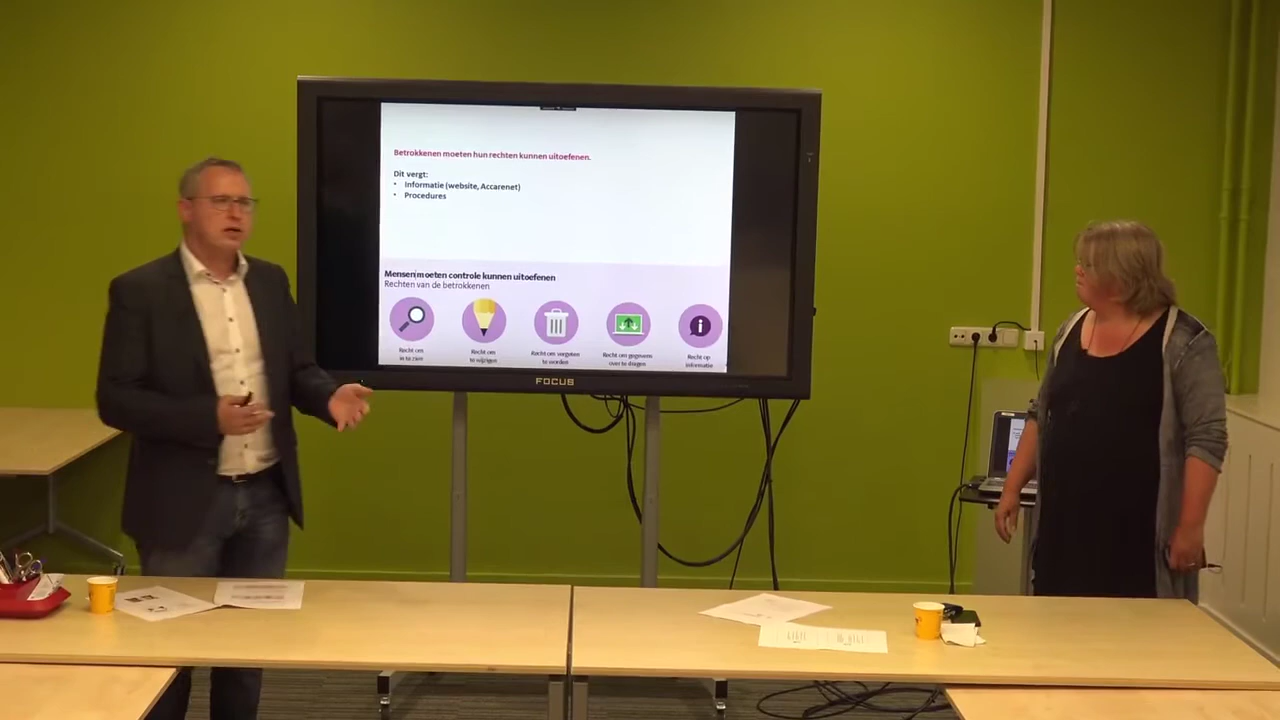 Betrokkenen moeten hun rechten kunnen uitoefenen.
Dit vergt:
• Informatie (website, Accarenet)
• Procedures
Mensen moeten controle kunnen uitoefenen
Rechten van de betrokkenen
Recht om
in te zien
Recht om
te wijzigen
Recht om vergeten
te worden
Recht om gegevens
over te dragen
Recht op
informatie
FOCUS